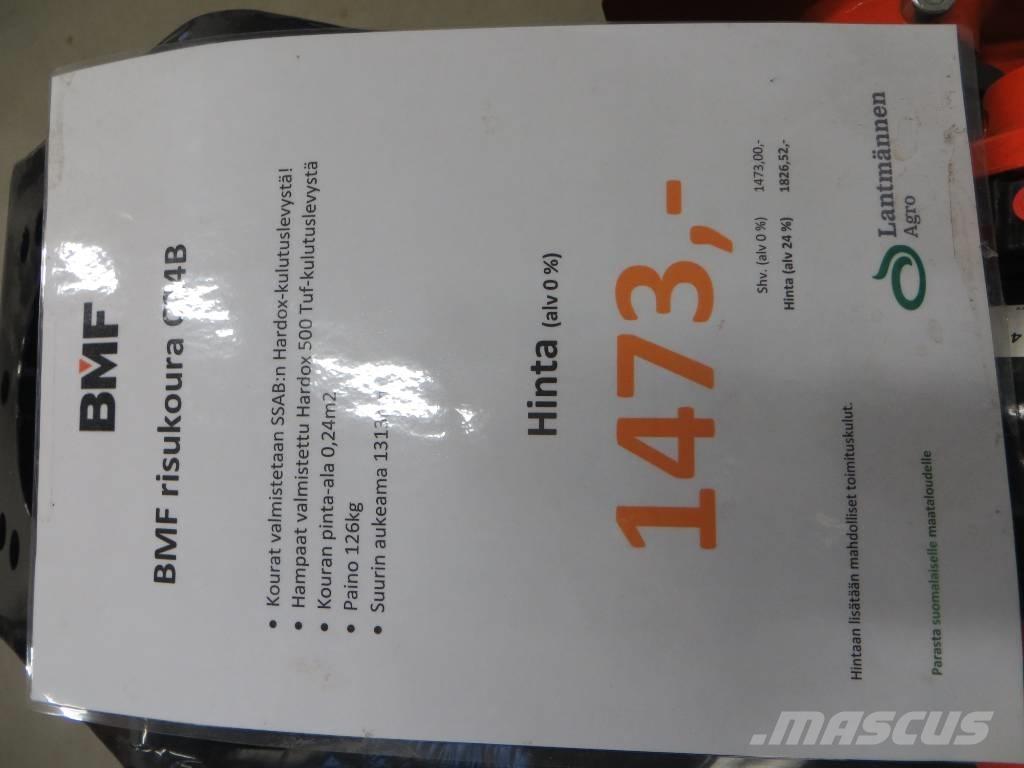 BMF
BMF risukoura
• Kourat valmistetaan SSAB:n Hardox-kulutuslevystä!
• Hampaat valmistettu Hardox 500 Tuf-kulutuslevystä
• Kouran pinta-ala 0,24m2
• Paino 126kg
• Suurin aukeama
Hinta (alv 0 %)
1473,-
Shv. (alv 0 %) 1473,00,-
Hinta (alv 24 %) 1826,52,-
Hintaan lisätään mahdolliset toimituskulut.
Lantmännen
Agro
Parasta suomalaiselle maataloudelle
4
MASCUS